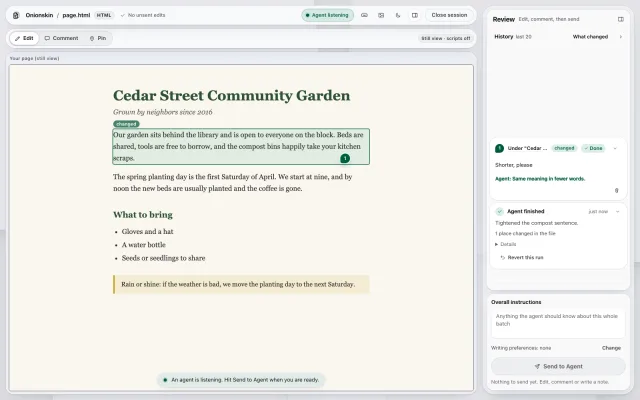 Onionskin / page.html HTML No unsent edits
Agent listening
Close session
Edit Comment Pin
Still view · scripts off
Your page (still view)
Cedar Street Community Garden
Grown by neighbors since 2016
changed
Our garden sits behind the library and is open to everyone on the block. Beds are
shared, tools are free to borrow, and the compost bins happily take your kitchen
scraps.
1
The spring planting day is the first Saturday of April. We start at nine, and by
noon the new beds are usually planted and the coffee is gone.
What to bring
• Gloves and a hat
• A water bottle
• Seeds or seedlings to share
Rain or shine: if the weather is bad, we move the planting day to the next Saturday.
An agent is listening. Hit Send to Agent when you are ready.
Review Edit, comment, then send
History last 20 What changed
1 Under "Cedar ... changed Done
Shorter, please
Agent: Same meaning in fewer words.
Agent finished just now
Tightened the compost sentence.
1 place changed in the file
Details
Revert this run
Overall instructions
Anything the agent should know about this whole
batch
Writing preferences: none Change
Send to Agent
Nothing to send yet. Edit, comment or write a note.